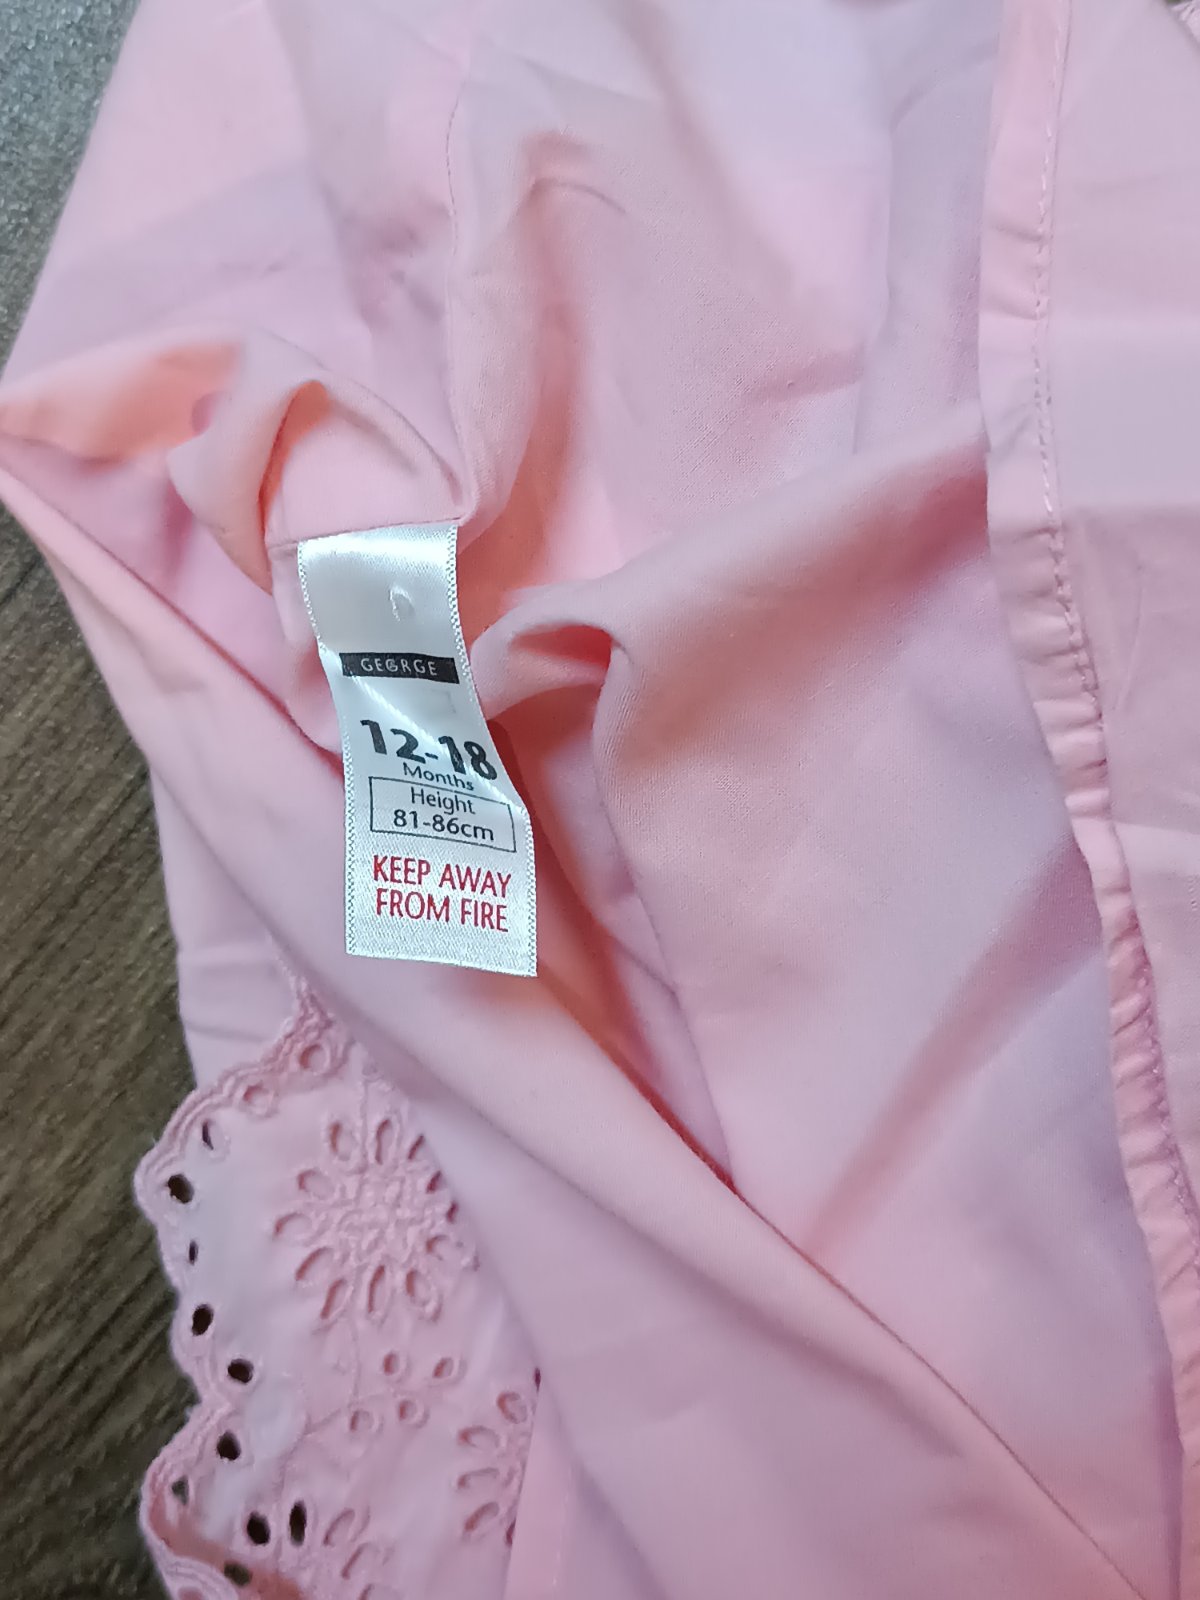 GEORGE
12-18
Months
Height
81-86cm
KEEP AWAY
FROM FIRE